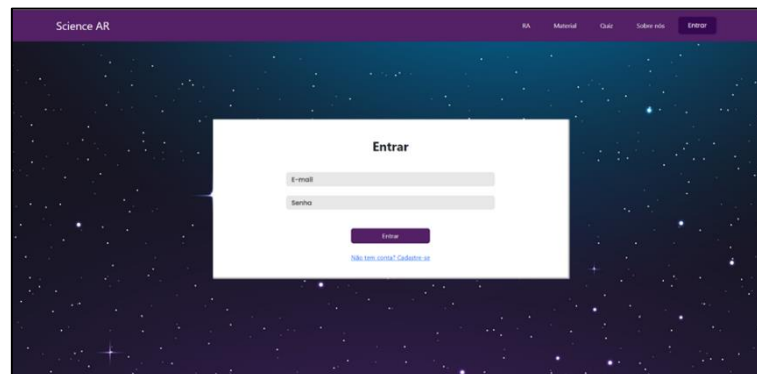 Science AR
RA Material Quiz Sobre nós Entrar
Entrar
E-mail
Senha
Entrar
Não tem conta? Cadastre-se